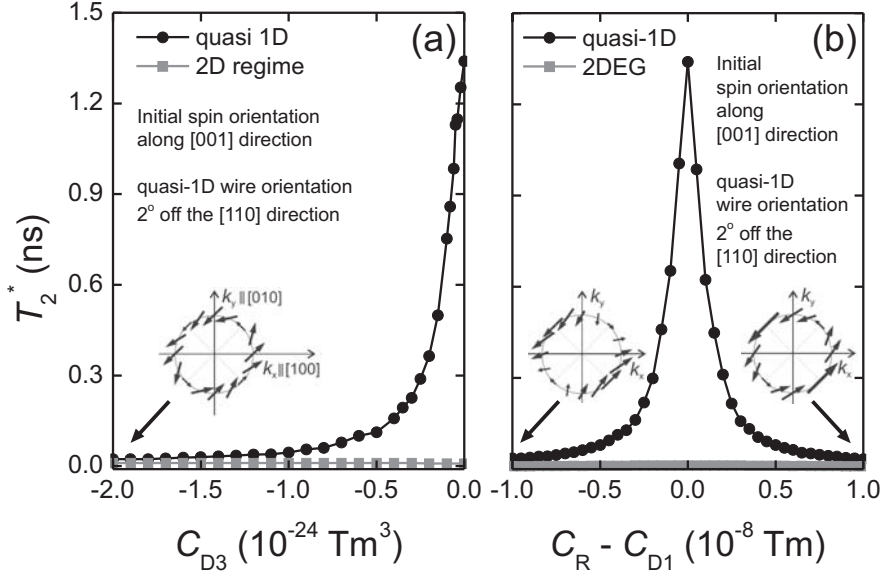 1.5
1.2
0.9
0.6
0.3
0.0
T2* (ns)
quasi 1D
2D regime
(a)
Initial spin orientation
along [001] direction
quasi-1D wire orientation
2° off the [110] direction
ky || [010]
kx || [100]
-2.0 -1.5 -1.0 -0.5 0.0
CD3 (10^-24 Tm^3)
quasi-1D
2DEG
(b)
Initial
spin orientation
along
[001] direction
quasi-1D
wire orientation
2° off the
[110] direction
ky
kx
ky
kx
-1.0 -0.5 0.0 0.5 1.0
CR - CD1 (10^-8 Tm)